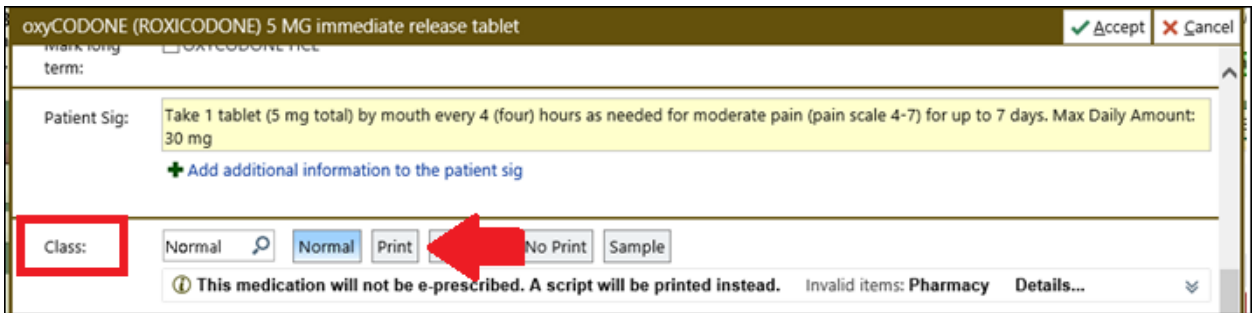 oxyCODONE (ROXICODONE) 5 MG immediate release tablet
Accept
Cancel
Mark long
term:
Patient Sig:
Take 1 tablet (5 mg total) by mouth every 4 (four) hours as needed for moderate pain (pain scale 4-7) for up to 7 days. Max Daily Amount:
30 mg
Add additional information to the patient sig
Class:
Normal
Normal
Print
No Print
Sample
This medication will not be e-prescribed. A script will be printed instead. Invalid items: Pharmacy Details...